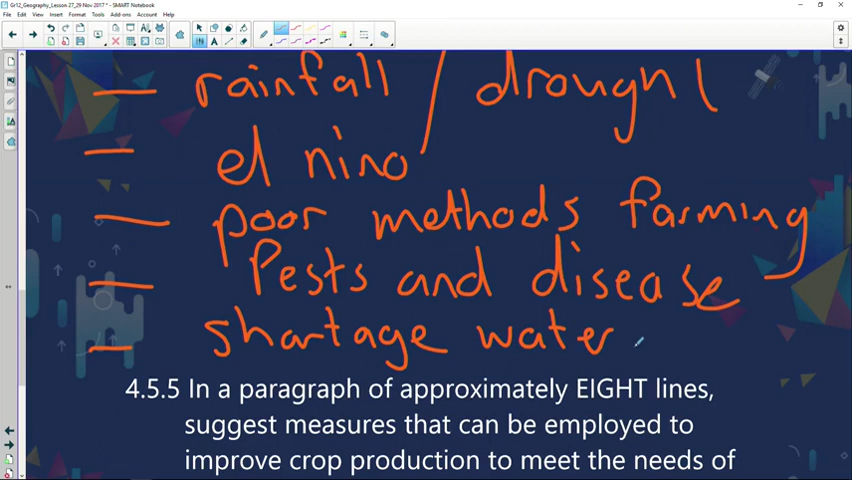 Gr12_Geography_Lesson 27_29 Nov 2017 * - SMART Notebook
File Edit View Insert Format Tools Add-ons Account Help
— rainfall / drought
— el nino
— poor methods farming
— Pests and disease
— shartage water
4.5.5 In a paragraph of approximately EIGHT lines,
suggest measures that can be employed to
improve crop production to meet the needs of